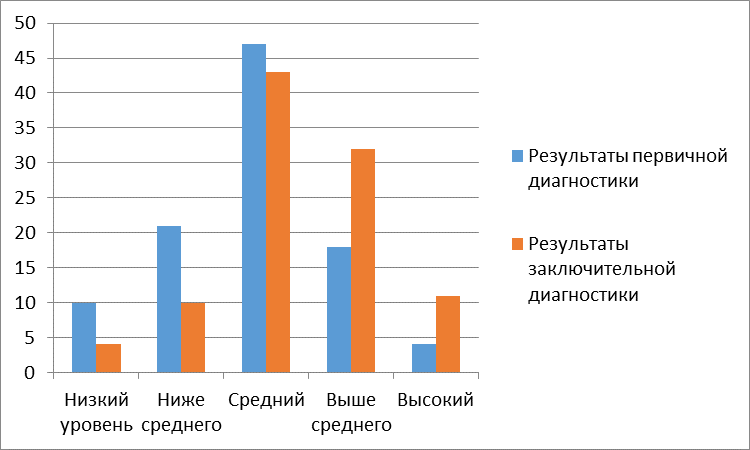 50
45
40
35
30
25
20
15
10
5
0
Низкий
уровень
Ниже
среднего
Средний
Выше
среднего
Высокий
Результаты первичной
диагностики
Результаты
заключительной
диагностики